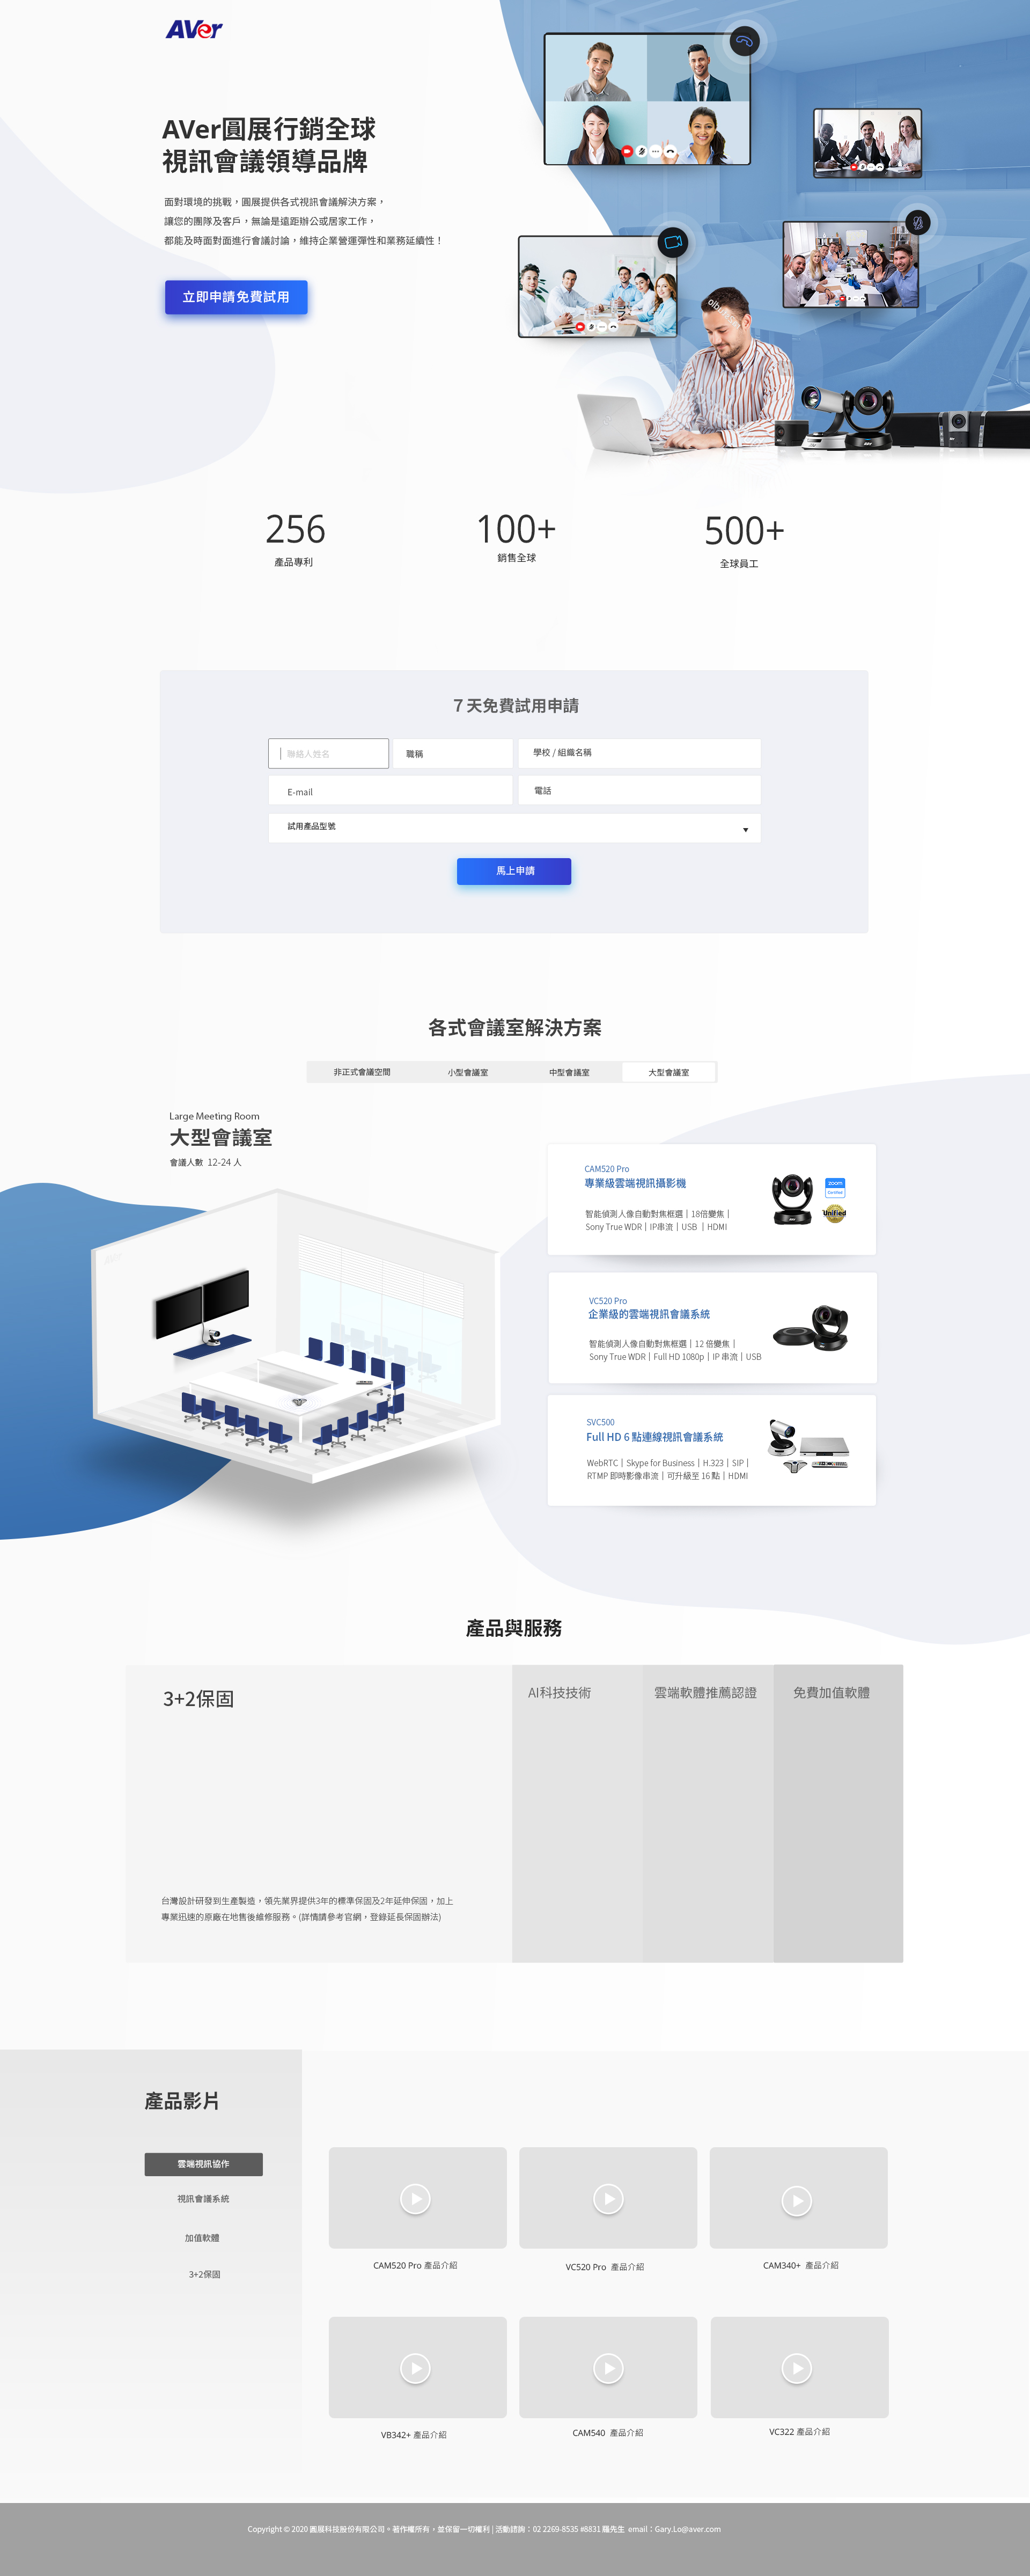 AVer
AVer圓展行銷全球
視訊會議領導品牌
面對環境的挑戰，圓展提供各式視訊會議解決方案，
讓您的團隊及客戶，無論是遠距辦公或居家工作，
都能及時面對面進行會議討論，維持企業營運彈性和業務延續性！
立即申請免費試用
256
產品專利
100+
銷售全球
500+
全球員工
7 天免費試用申請
聯絡人姓名
職稱
學校 / 組織名稱
E-mail
電話
試用產品型號
馬上申請
各式會議室解決方案
非正式會議空間
小型會議室
中型會議室
大型會議室
Large Meeting Room
大型會議室
會議人數 12-24 人
CAM520 Pro
專業級雲端視訊攝影機
智能偵測人像自動對焦框選｜18倍變焦｜
Sony True WDR｜IP串流｜USB ｜HDMI
zoom
Certified
Unified
VC520 Pro
企業級的雲端視訊會議系統
智能偵測人像自動對焦框選｜12 倍變焦｜
Sony True WDR｜Full HD 1080p｜IP 串流｜USB
SVC500
Full HD 6 點連線視訊會議系統
WebRTC｜Skype for Business｜H.323｜SIP｜
RTMP 即時影像串流｜可升級至 16 點｜HDMI
產品與服務
3+2保固
台灣設計研發到生產製造，領先業界提供3年的標準保固及2年延伸保固，加上
專業迅速的原廠在地售後維修服務。(詳情請參考官網，登錄延長保固辦法)
AI科技技術
雲端軟體推薦認證
免費加值軟體
產品影片
雲端視訊協作
視訊會議系統
加值軟體
3+2保固
CAM520 Pro 產品介紹
VC520 Pro 產品介紹
CAM340+ 產品介紹
VB342+ 產品介紹
CAM540 產品介紹
VC322 產品介紹
Copyright © 2020 圓展科技股份有限公司。著作權所有，並保留一切權利 | 活動諮詢：02 2269-8535 #8831 羅先生 email：Gary.Lo@aver.com